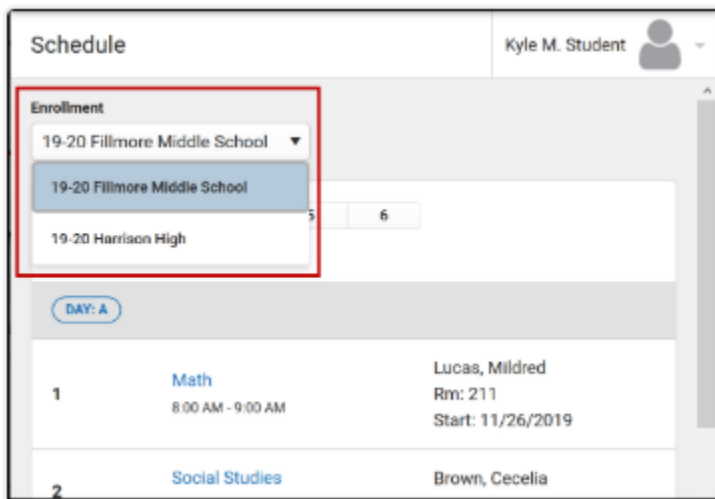 Schedule
Kyle M. Student
Enrollment
19-20 Fillmore Middle School
19-20 Fillmore Middle School
6
19-20 Harrison High
DAY: A
1
Math
8:00 AM - 9:00 AM
Lucas, Mildred
Rm: 211
Start: 11/26/2019
2
Social Studies
Brown, Cecelia